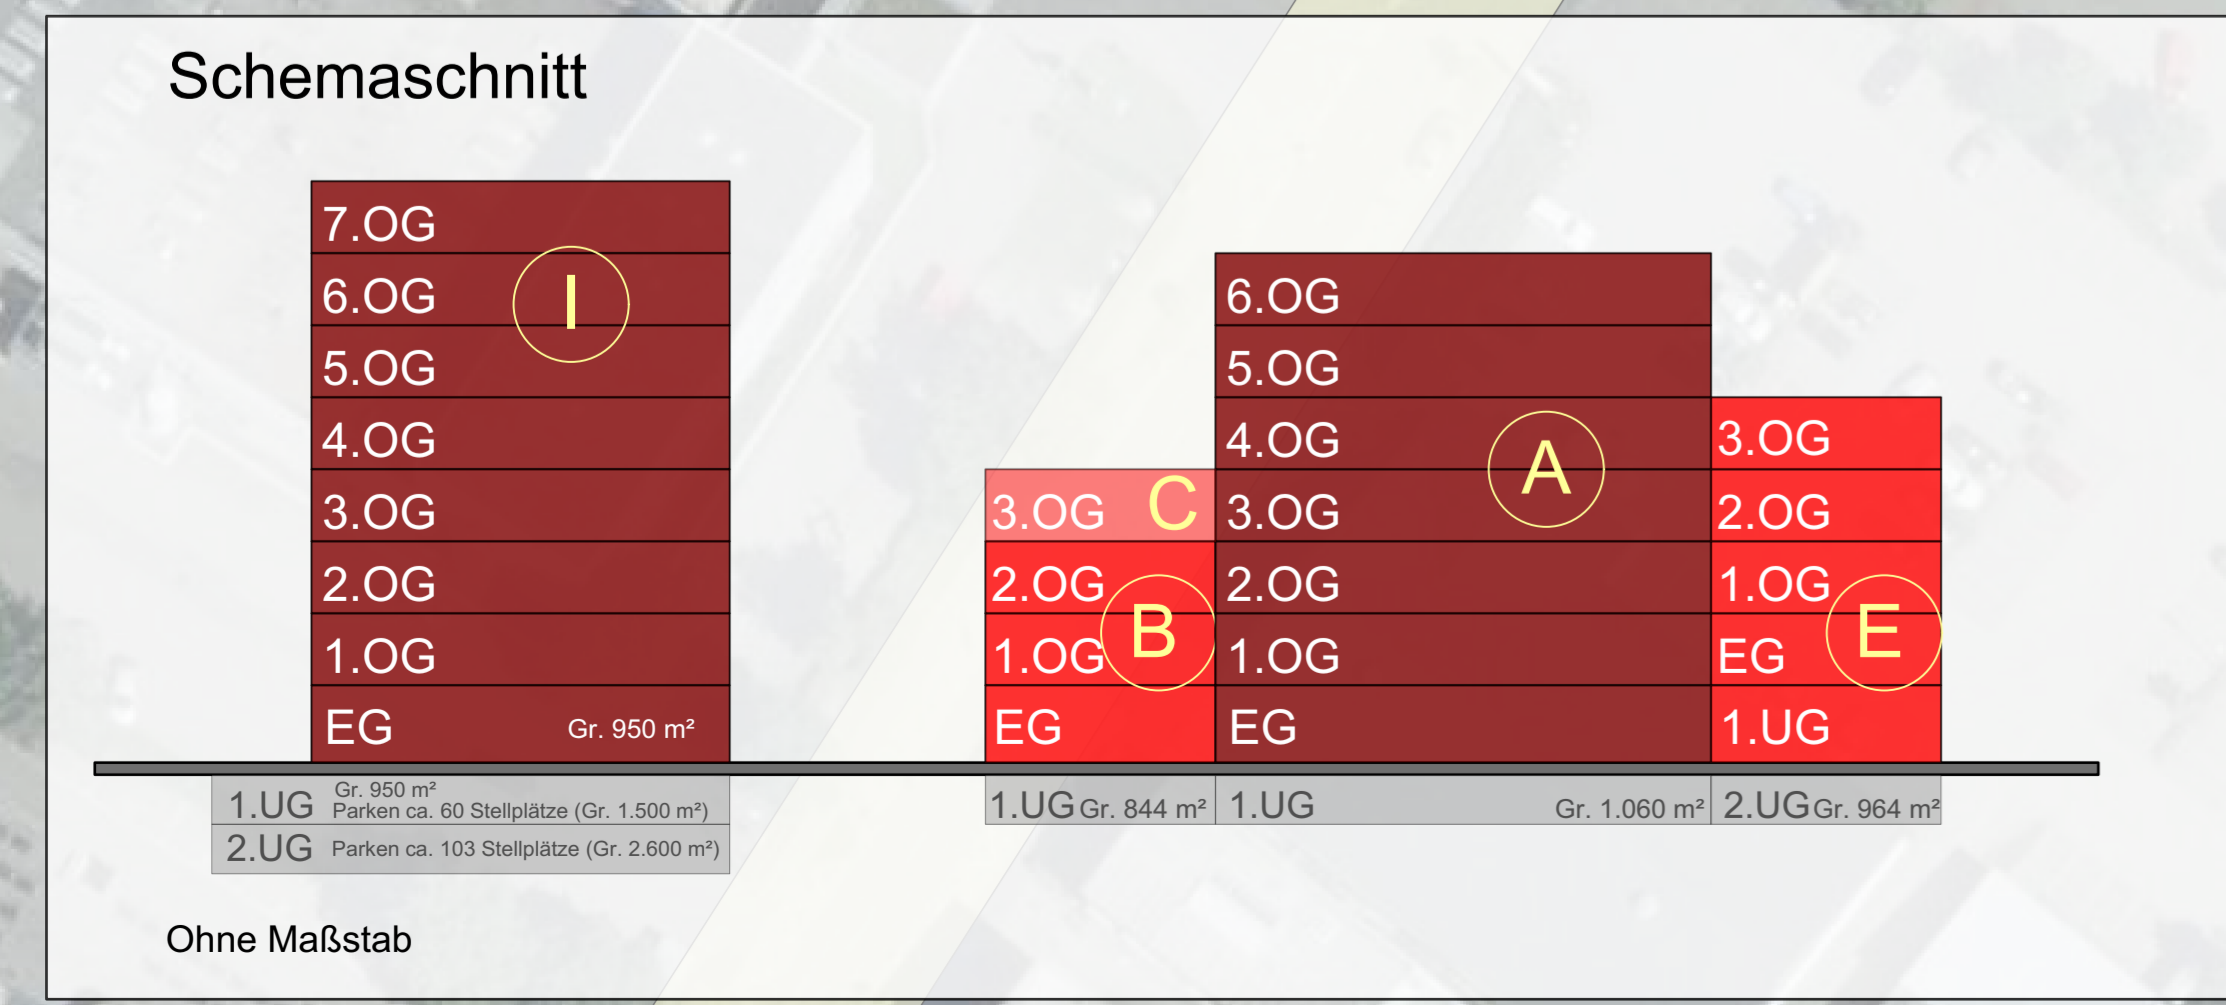 Schemaschnitt
7.OG
6.OG
I
5.OG
4.OG
3.OG
2.OG
1.OG
EG Gr. 950 m²
1.UG Gr. 950 m²
Parken ca. 60 Stellplätze (Gr. 1.500 m²)
2.UG Parken ca. 103 Stellplätze (Gr. 2.600 m²)
3.OG C
2.OG
B
1.OG
EG
1.UG Gr. 844 m²
6.OG
5.OG
4.OG
A
3.OG
2.OG
1.OG
EG
1.UG Gr. 1.060 m²
3.OG
2.OG
1.OG
E
EG
1.UG
2.UG Gr. 964 m²
Ohne Maßstab